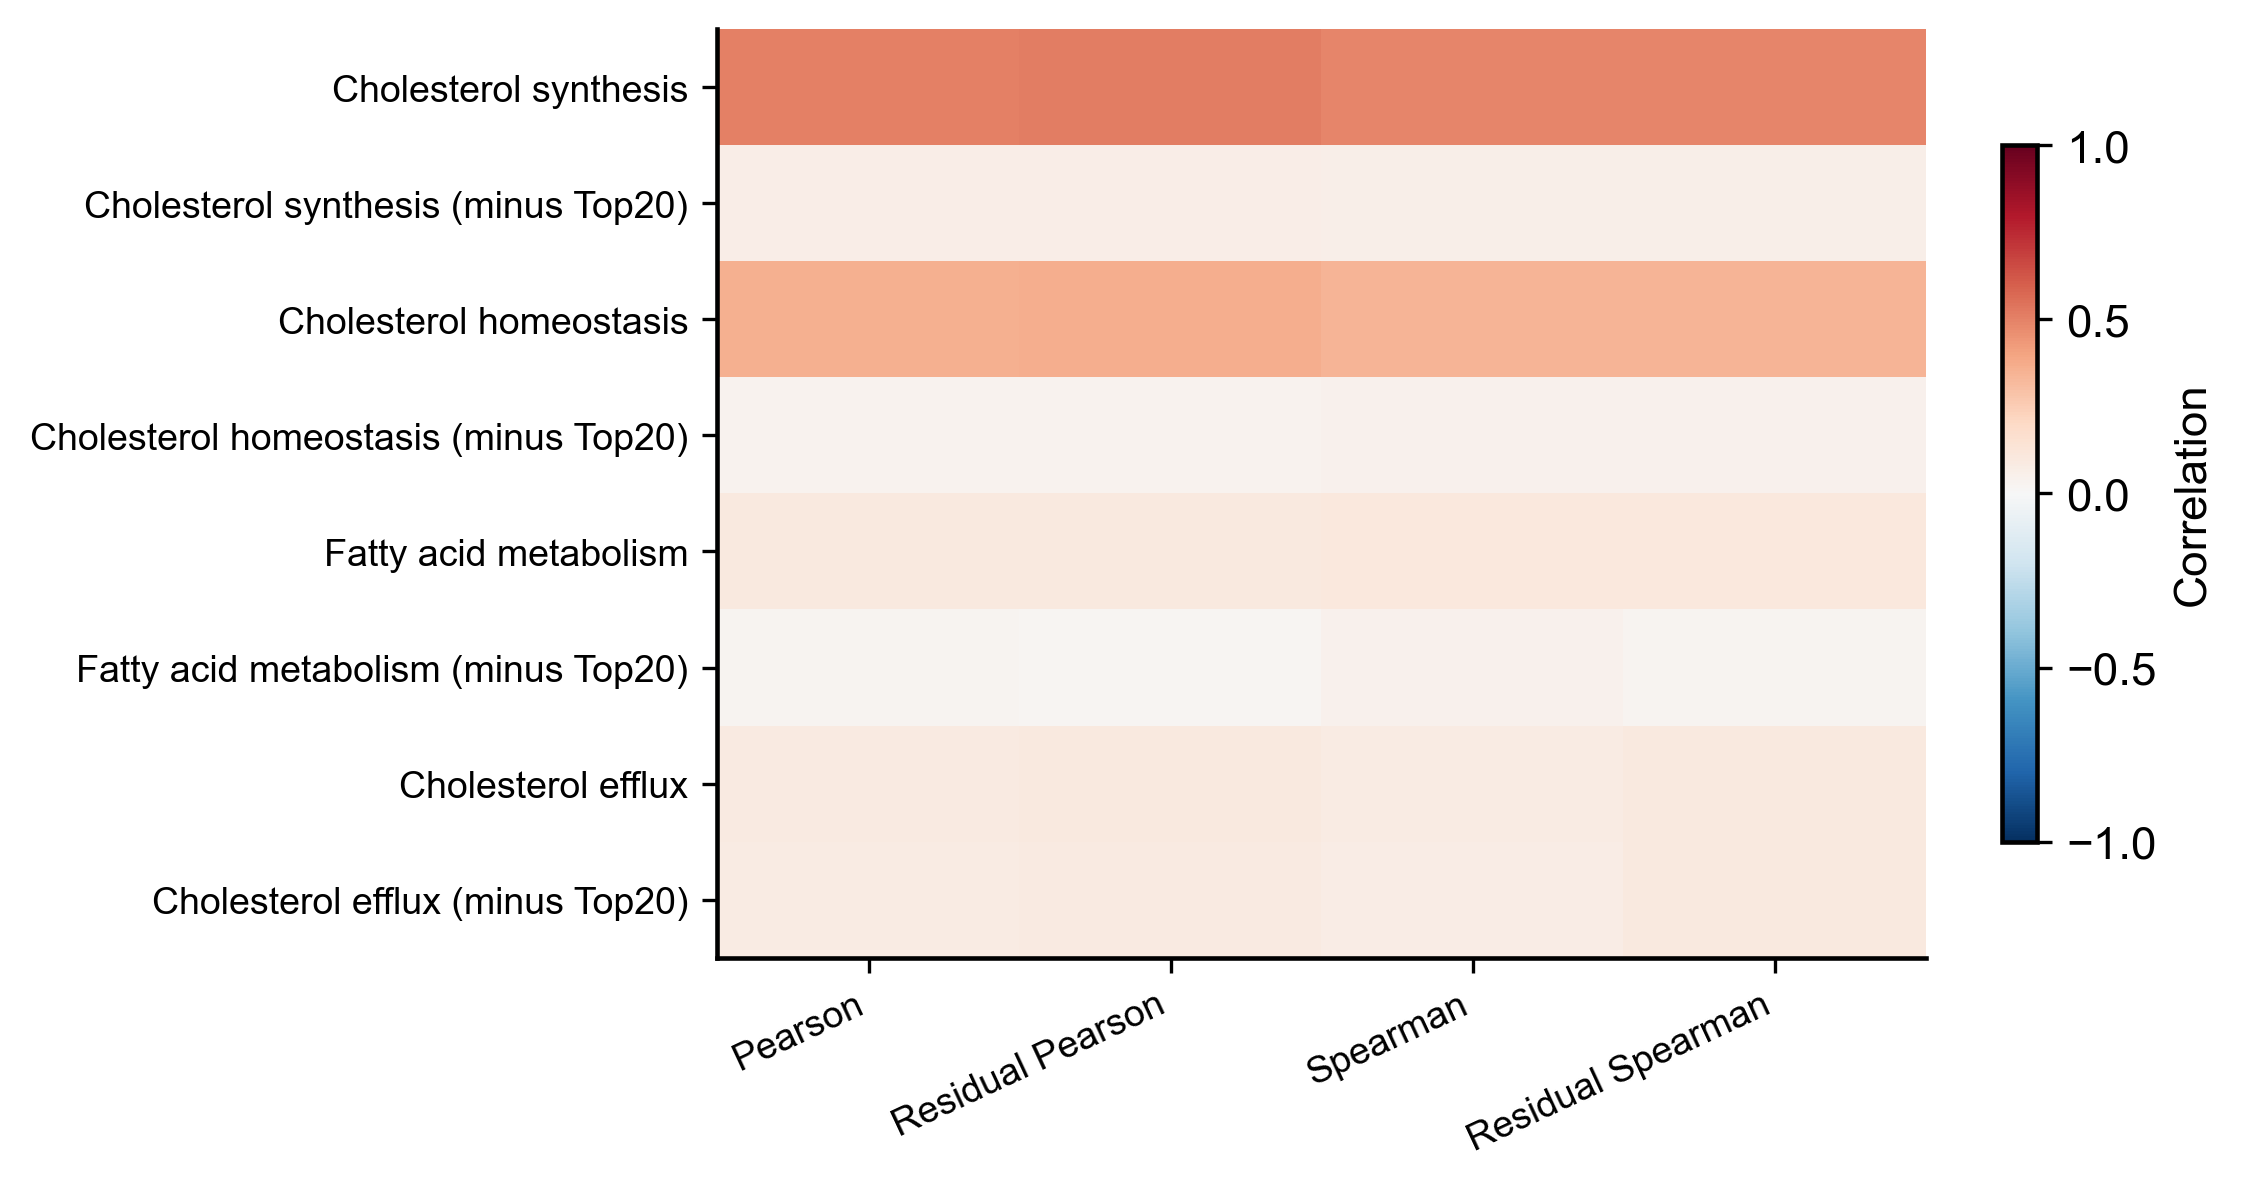 Cholesterol synthesis
Cholesterol synthesis (minus Top20)
Cholesterol homeostasis
Cholesterol homeostasis (minus Top20)
Fatty acid metabolism
Fatty acid metabolism (minus Top20)
Cholesterol efflux
Cholesterol efflux (minus Top20)
Pearson
Residual Pearson
Spearman
Residual Spearman
1.0
0.5
0.0
−0.5
−1.0
Correlation